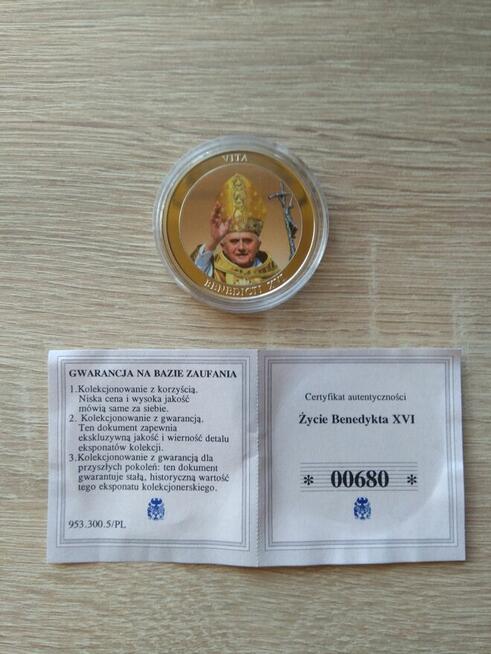 VITA
BENEDICTI XVI
GWARANCJA NA BAZIE ZAUFANIA
1.Kolekcjonowanie z korzyścią.
Niska cena i wysoka jakość
mówią same za siebie.
2. Kolekcjonowanie z gwarancją.
Ten dokument zapewnia
ekskluzywną jakość i wierność detalu
eksponatów kolekcji.
3.Kolekcjonowanie z gwarancją dla
przyszłych pokoleń: ten dokument
gwarantuje stałą, historyczną wartość
tego eksponatu kolekcjonerskiego.
953.300.5/PL
Certyfikat autentyczności
Życie Benedykta XVI
* 00680 *